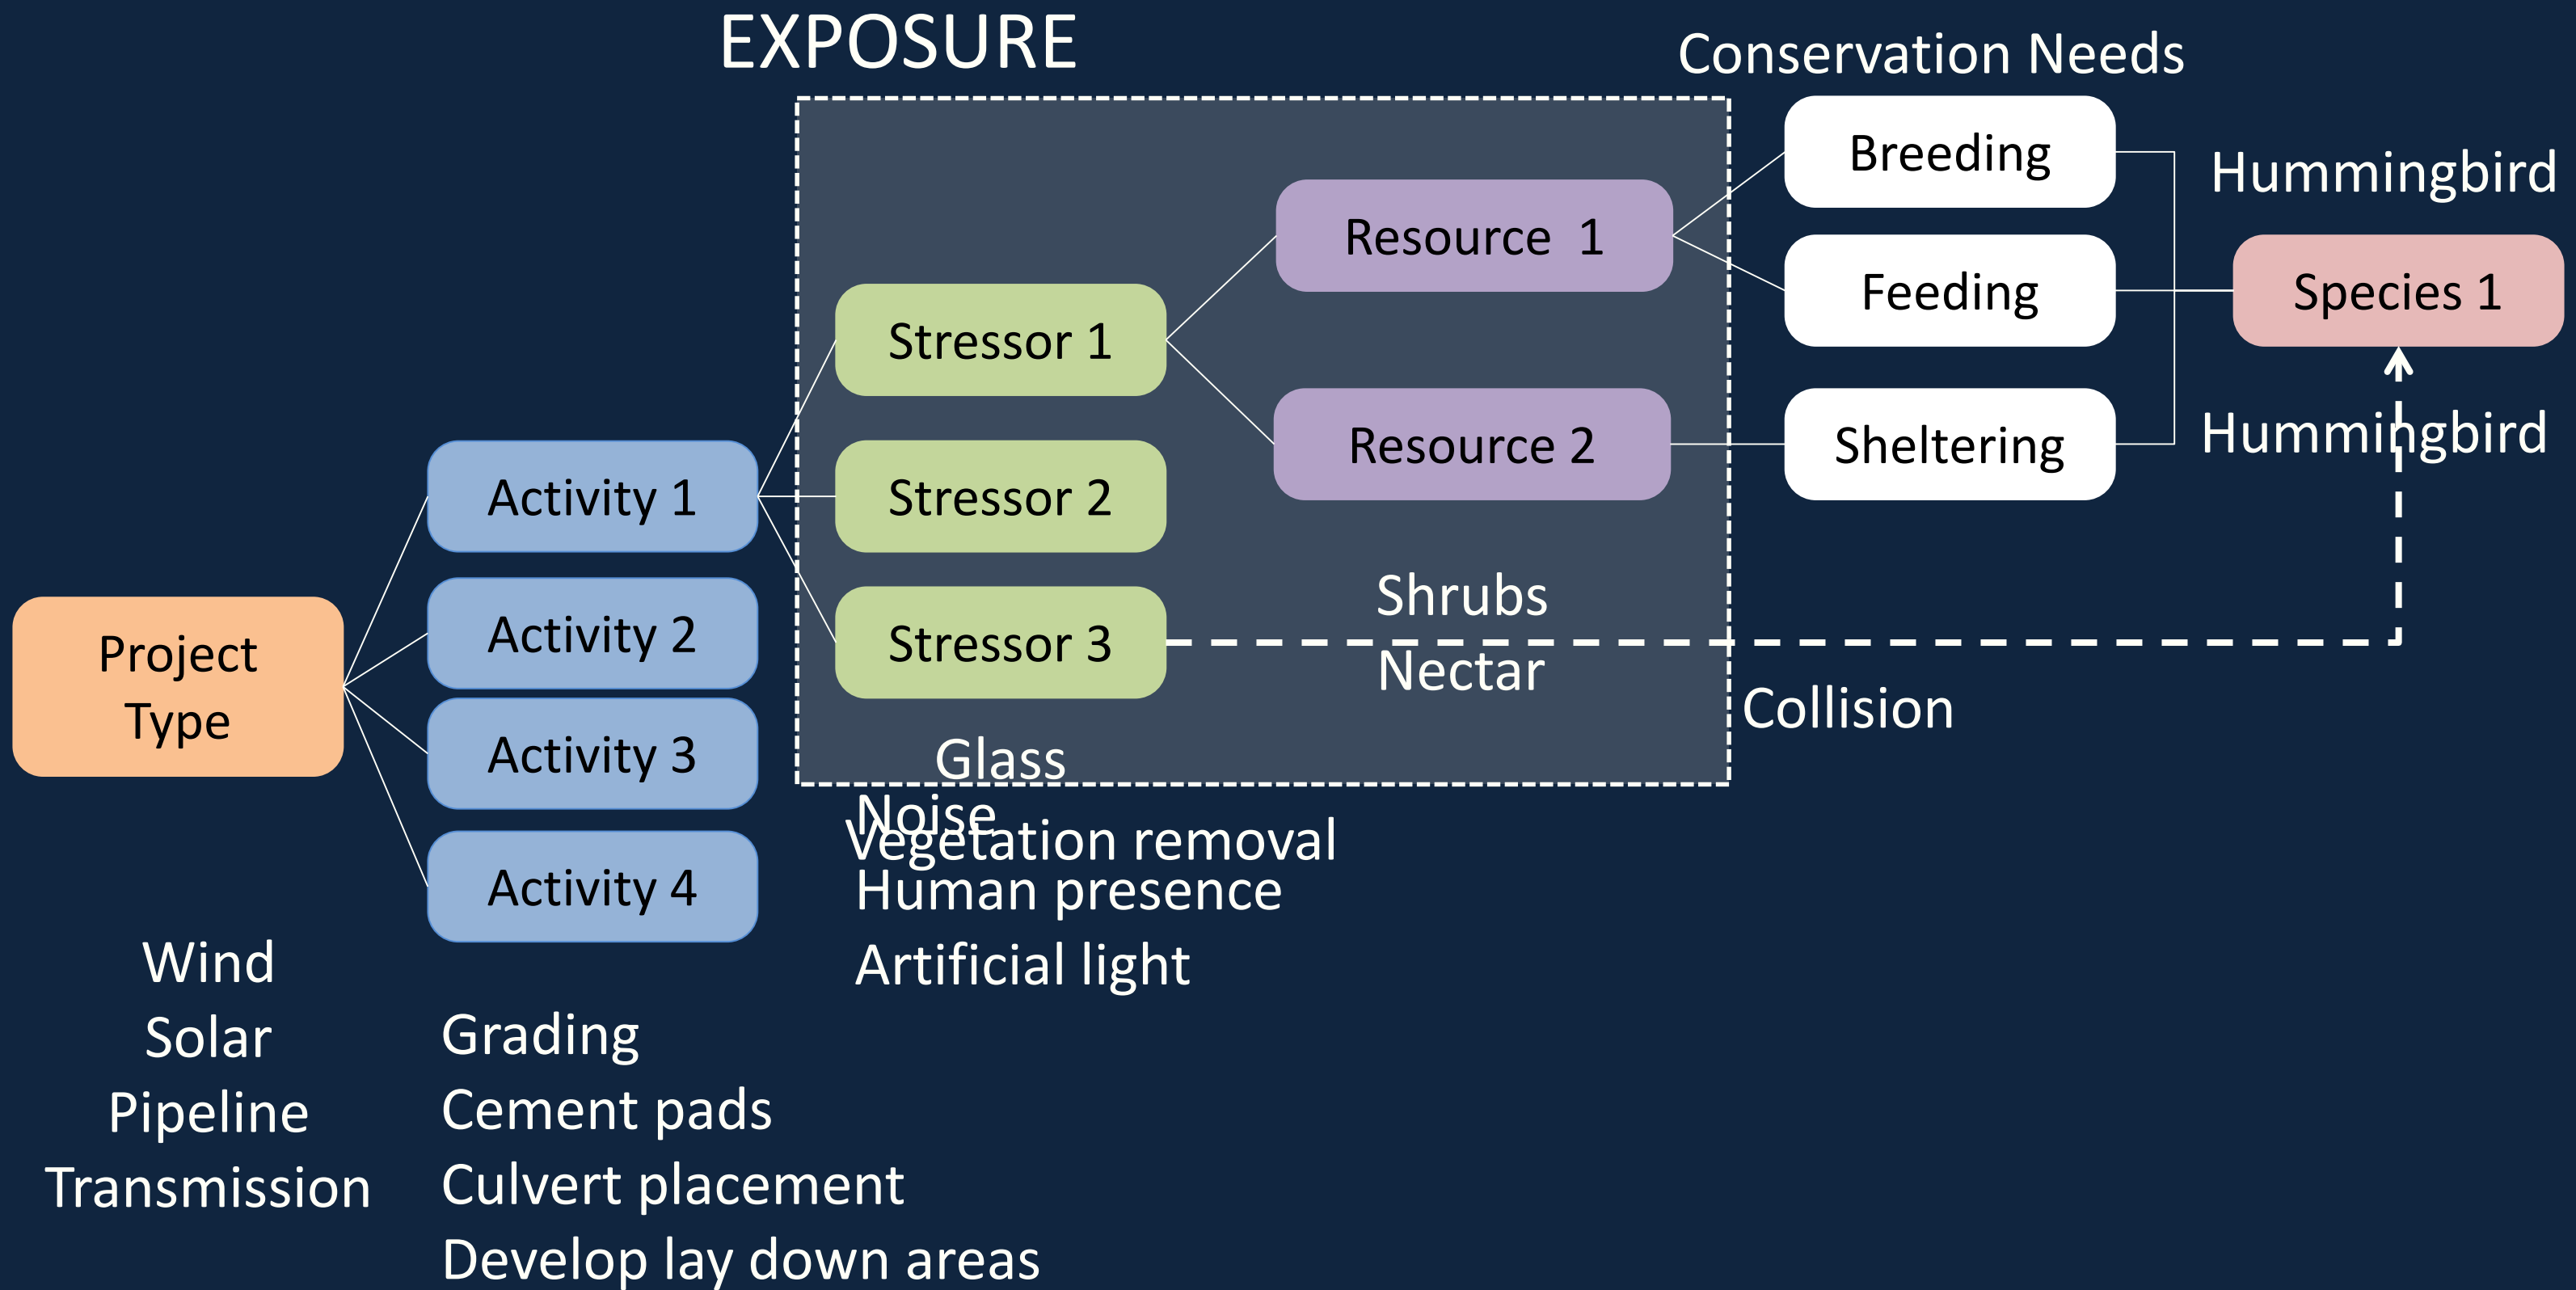 EXPOSURE
Conservation Needs
Breeding
Hummingbird
Resource  1
Feeding
Species 1
Stressor 1
Resource 2
Sheltering
Hummingbird
Activity 1
Stressor 2
Shrubs
Activity 2
Stressor 3
Nectar
Project
Type
Collision
Activity 3
Glass
Noise
Vegetation removal
Activity 4
Human presence
Wind
Artificial light
Solar
Grading
Pipeline
Cement pads
Transmission
Culvert placement
Develop lay down areas